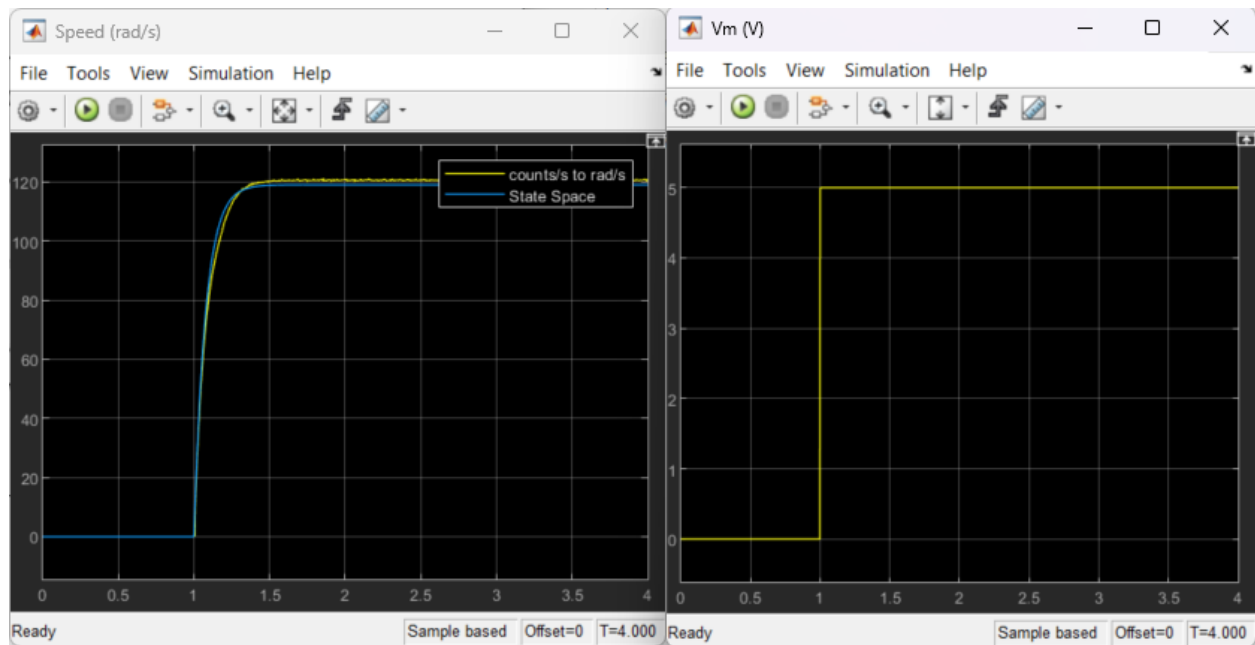 Speed (rad/s)
File Tools View Simulation Help
120
100
80
60
40
20
0
counts/s to rad/s
State Space
0 0.5 1 1.5 2 2.5 3 3.5 4
Ready Sample based Offset=0 T=4.000
Vm (V)
File Tools View Simulation Help
5
4
3
2
1
0
0 0.5 1 1.5 2 2.5 3 3.5 4
Ready Sample based Offset=0 T=4.000